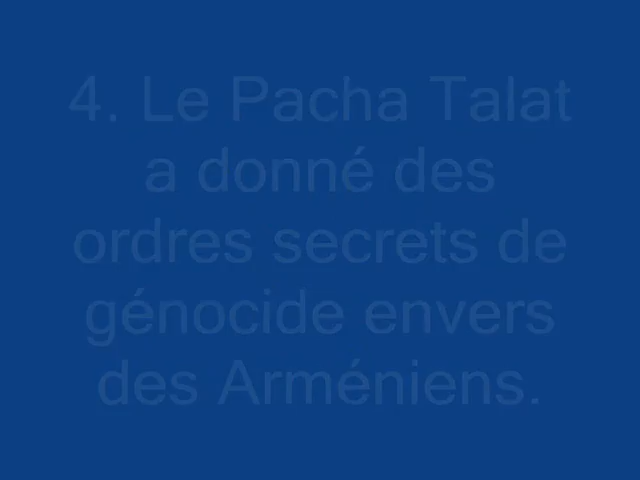 4. Le Pacha Talat
a donné des
ordres secrets de
génocide envers
des Arméniens.